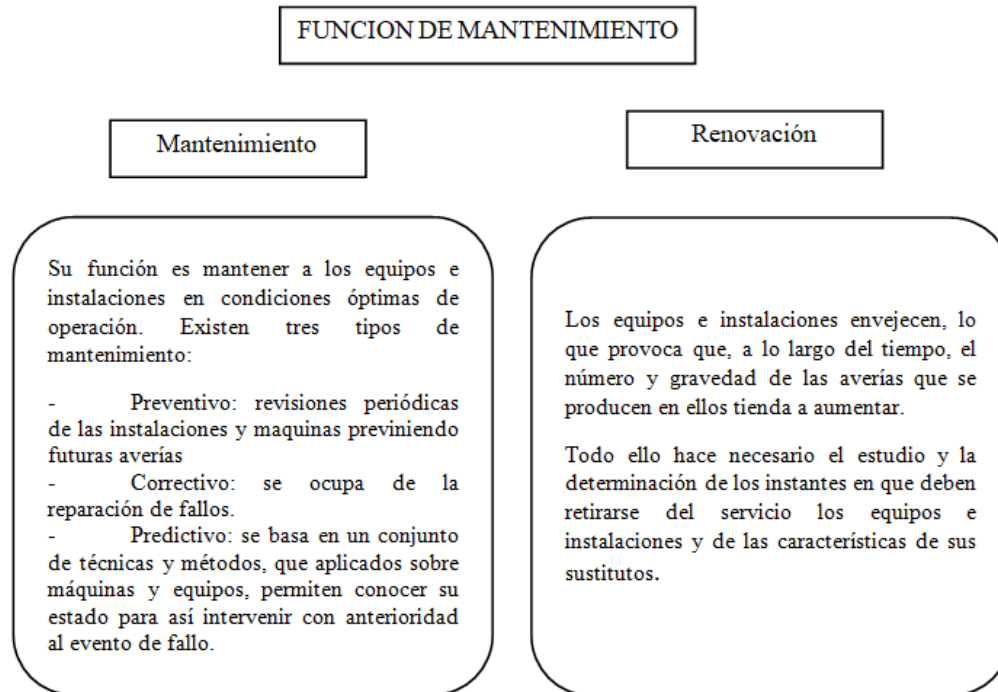 FUNCION DE MANTENIMIENTO
Mantenimiento
Renovación
Su función es mantener a los equipos e
instalaciones en condiciones óptimas de
operación. Existen tres tipos de
mantenimiento:
- Preventivo: revisiones periódicas
de las instalaciones y maquinas previniendo
futuras averías
- Correctivo: se ocupa de la
reparación de fallos.
- Predictivo: se basa en un conjunto
de técnicas y métodos, que aplicados sobre
máquinas y equipos, permiten conocer su
estado para así intervenir con anterioridad
al evento de fallo.
Los equipos e instalaciones envejecen, lo
que provoca que, a lo largo del tiempo, el
número y gravedad de las averías que se
producen en ellos tienda a aumentar.
Todo ello hace necesario el estudio y la
determinación de los instantes en que deben
retirarse del servicio los equipos e
instalaciones y de las características de sus
sustitutos.